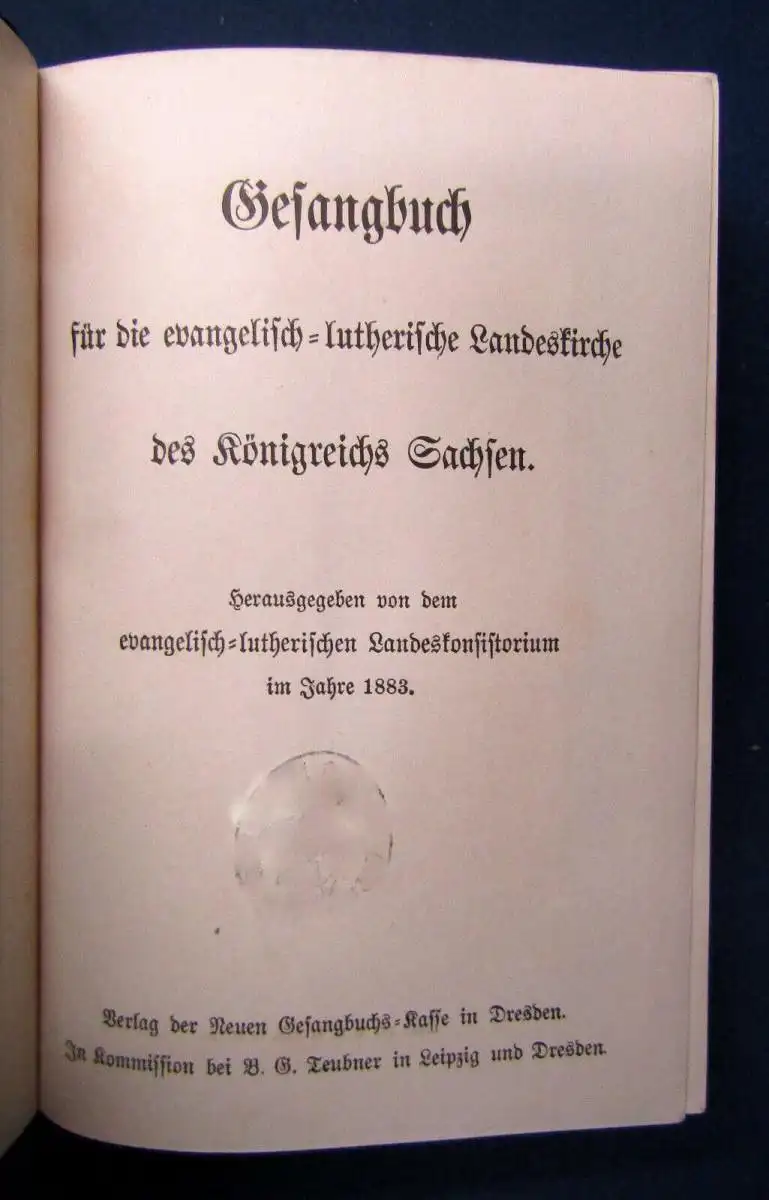 Gesangbuch
für die evangelisch=lutherische Landeskirche
des Königreichs Sachsen.
Herausgegeben von dem
evangelisch=lutherischen Landeskonsistorium
im Jahre 1883.
Verlag der Neuen Gesangbuchs=Kasse in Dresden.
In Kommission bei B. G. Teubner in Leipzig und Dresden.